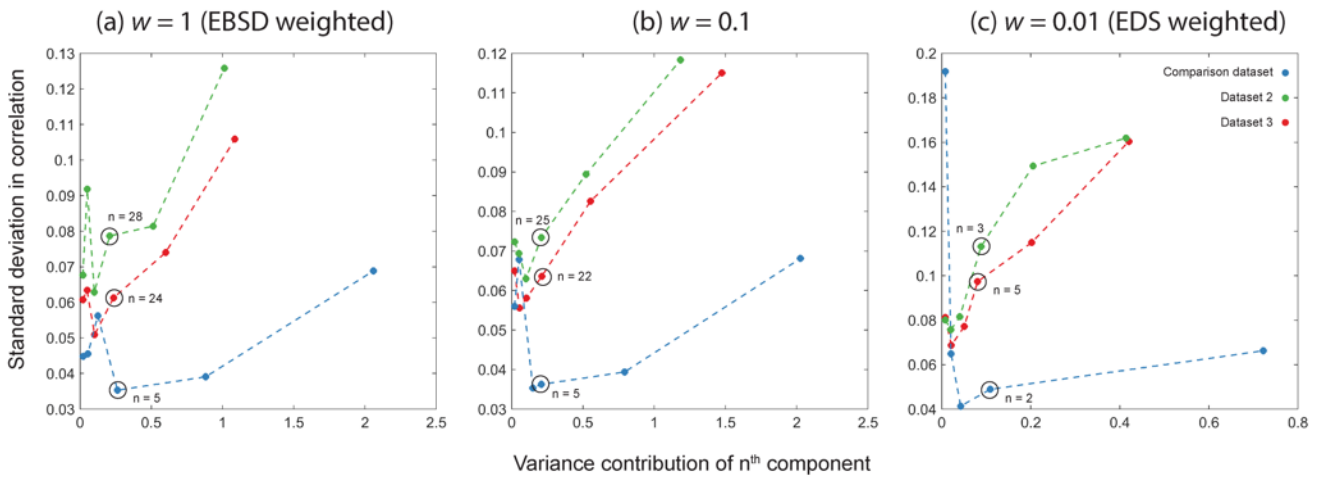 (a) w = 1 (EBSD weighted)
(b) w = 0.1
(c) w = 0.01 (EDS weighted)
Standard deviation in correlation
0.13
0.12
0.11
0.1
0.09
0.08
0.07
0.06
0.05
0.04
0.03
0
0.5
1
1.5
2
2.5
n = 28
n = 24
n = 5
0.12
0.11
0.1
0.09
0.08
0.07
0.06
0.05
0.04
0.03
0
0.5
1
1.5
2
2.5
n = 25
n = 22
n = 5
0.2
0.18
0.16
0.14
0.12
0.1
0.08
0.06
0.04
0
0.2
0.4
0.6
0.8
Comparison dataset
Dataset 2
Dataset 3
n = 3
n = 5
n = 2
Variance contribution of nth component